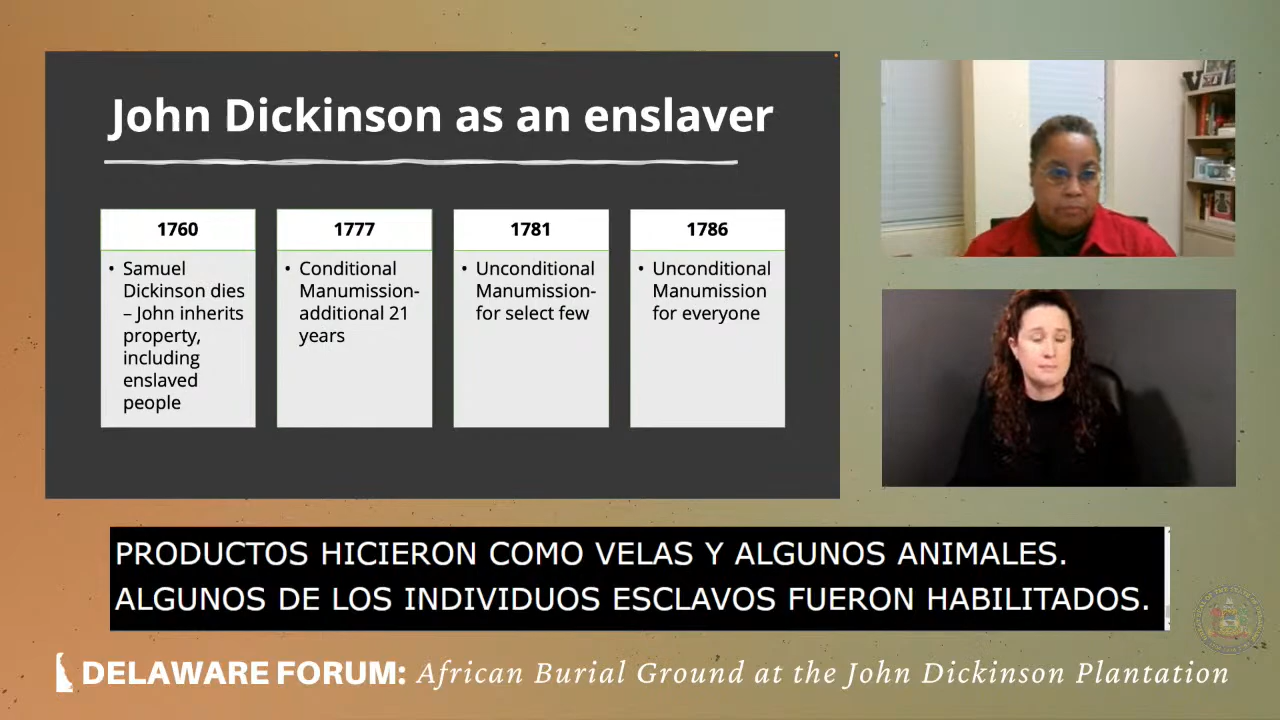 John Dickinson as an enslaver
1760
• Samuel
Dickinson dies
– John inherits
property,
including
enslaved
people
1777
• Conditional
Manumission-
additional 21
years
1781
• Unconditional
Manumission-
for select few
1786
• Unconditional
Manumission
for everyone
PRODUCTOS HICIERON COMO VELAS Y ALGUNOS ANIMALES.
ALGUNOS DE LOS INDIVIDUOS ESCLAVOS FUERON HABILITADOS.
DELAWARE FORUM: African Burial Ground at the John Dickinson Plantation